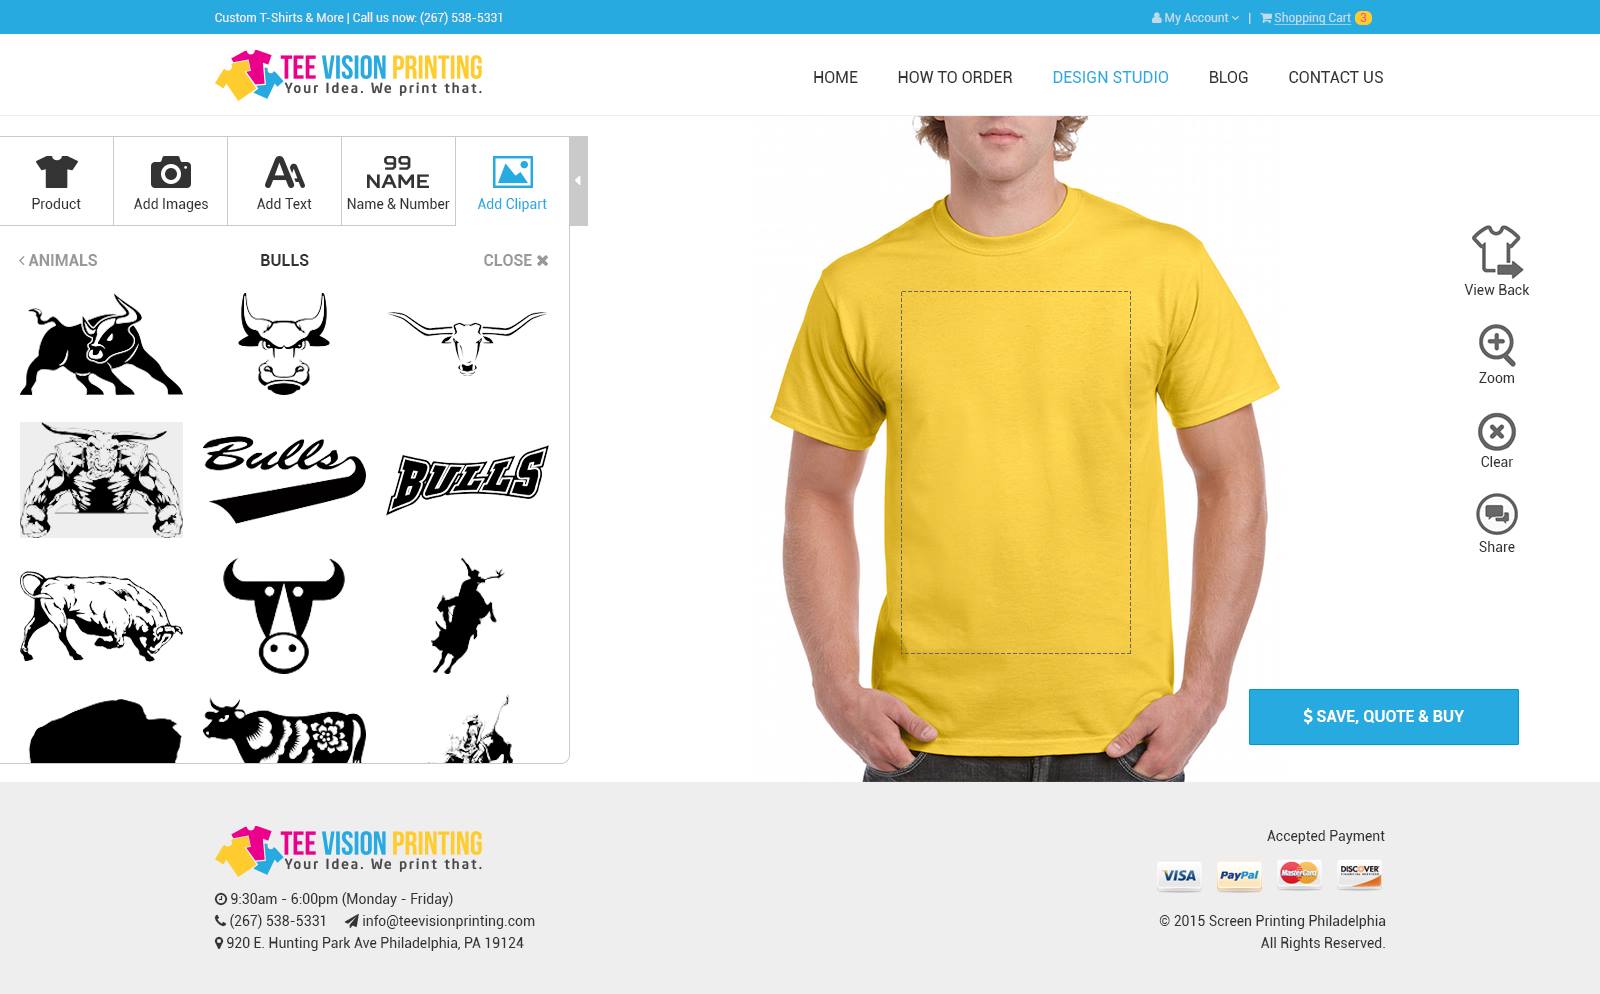 Custom T-Shirts & More | Call us now: (267) 538-5331
My Account | Shopping Cart 3
TEE VISION PRINTING
Your Idea. We print that.
HOME HOW TO ORDER DESIGN STUDIO BLOG CONTACT US
99
NAME
Product Add Images Add Text Name & Number Add Clipart
ANIMALS BULLS CLOSE
Bulls
BULLS
View Back
Zoom
Clear
Share
$ SAVE, QUOTE & BUY
TEE VISION PRINTING
Your Idea. We print that.
9:30am - 6:00pm (Monday - Friday)
(267) 538-5331 info@teevisionprinting.com
920 E. Hunting Park Ave Philadelphia, PA 19124
Accepted Payment
VISA PayPal MasterCard DISCOVER
© 2015 Screen Printing Philadelphia
All Rights Reserved.